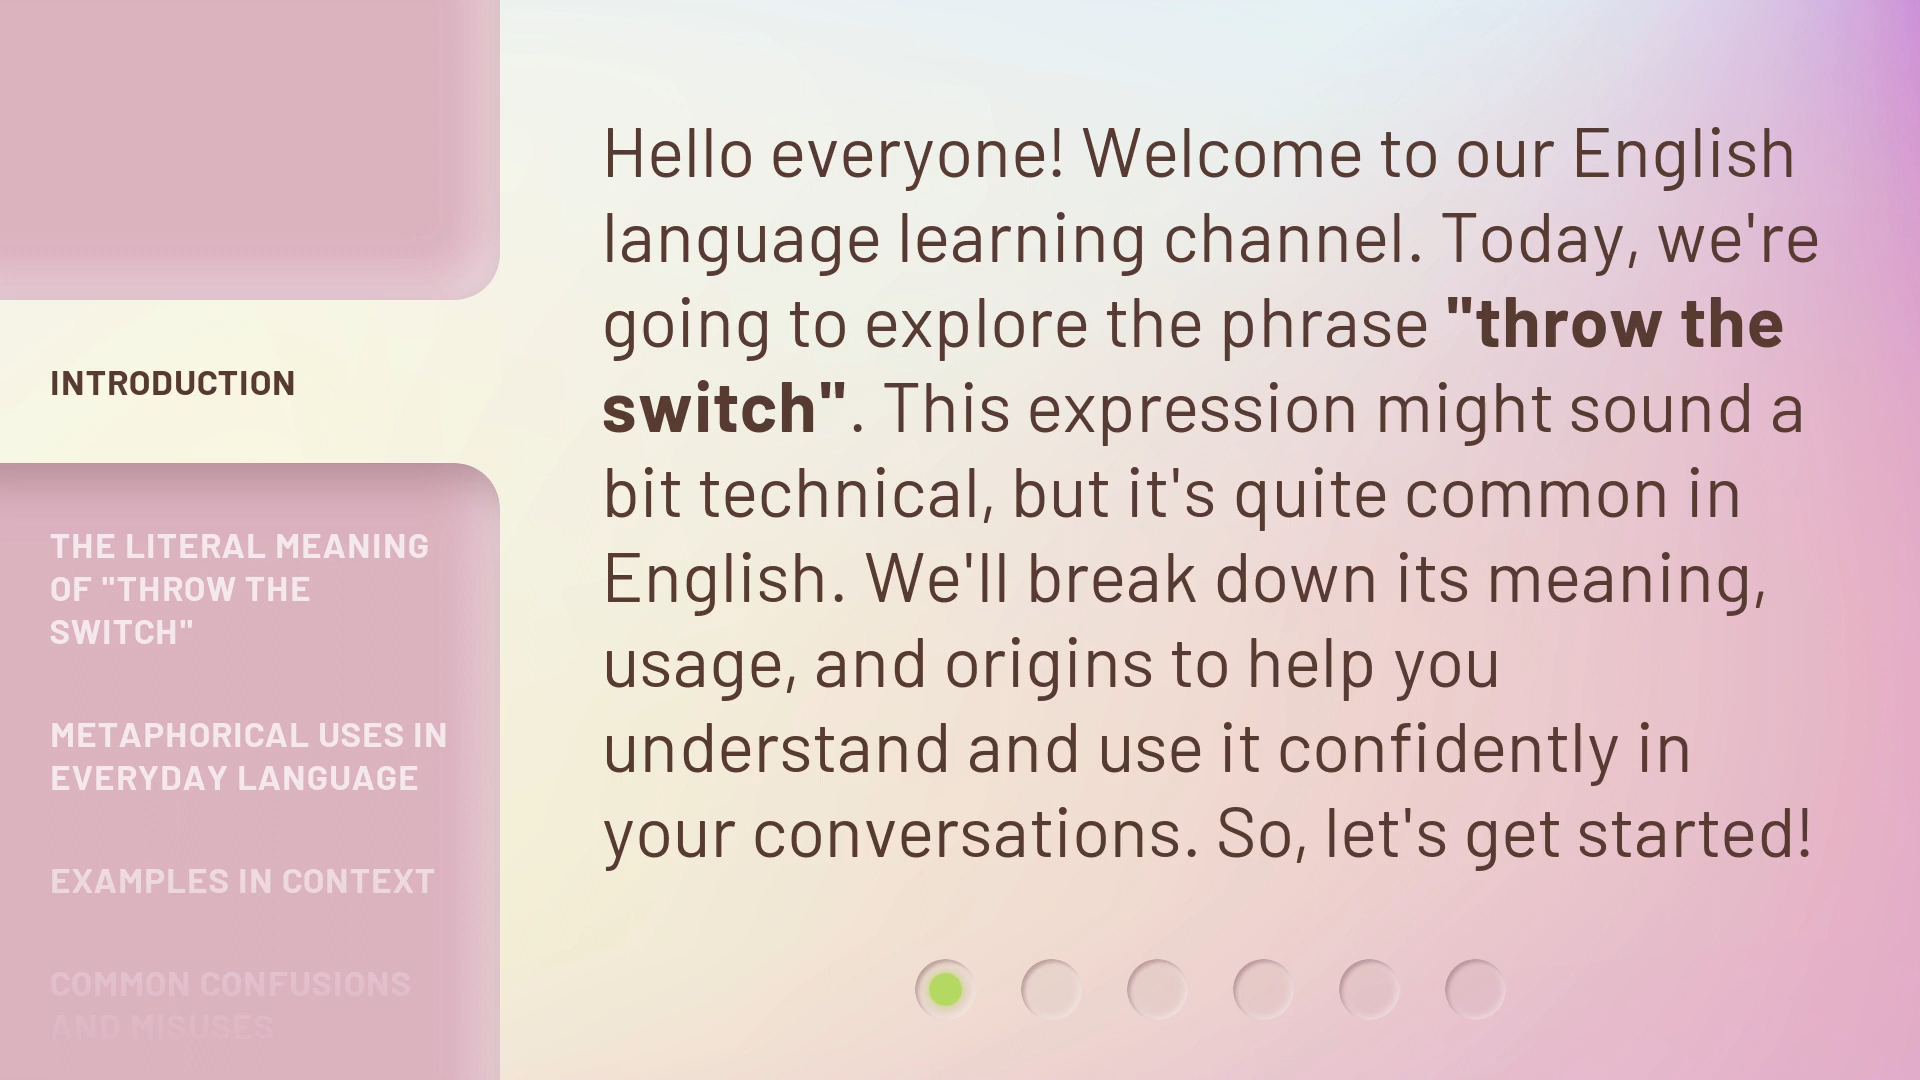 INTRODUCTION
THE LITERAL MEANING
OF "THROW THE
SWITCH"
METAPHORICAL USES IN
EVERYDAY LANGUAGE
EXAMPLES IN CONTEXT
COMMON CONFUSIONS
AND MISUSES
Hello everyone! Welcome to our English
language learning channel. Today, we're
going to explore the phrase "throw the
switch". This expression might sound a
bit technical, but it's quite common in
English. We'll break down its meaning,
usage, and origins to help you
understand and use it confidently in
your conversations. So, let's get started!